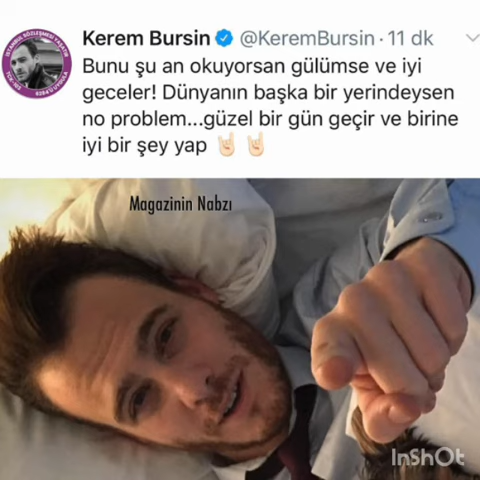 Kerem Bursin @KeremBursin · 11 dk
Bunu şu an okuyorsan gülümse ve iyi
geceler! Dünyanın başka bir yerindeysen
no problem...güzel bir gün geçir ve birine
iyi bir şey yap 🤘🏻 🤘🏻
Magazinin Nabzı
InShOt